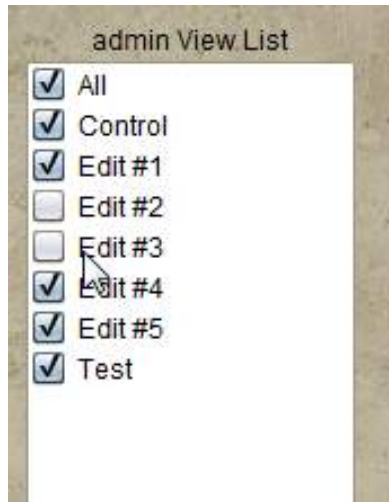 admin View List
All
Control
Edit #1
Edit #2
Edit #3
Edit #4
Edit #5
Test